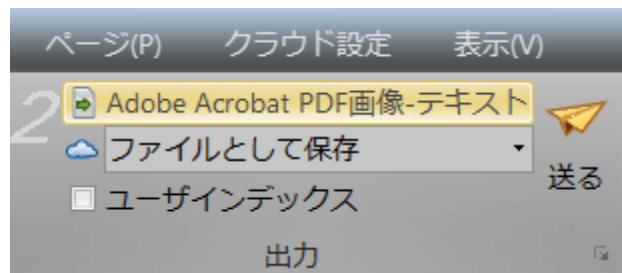 ページ(P) クラウド設定 表示(V)
2 Adobe Acrobat PDF画像-テキスト
ファイルとして保存
送る
ユーザインデックス
出力